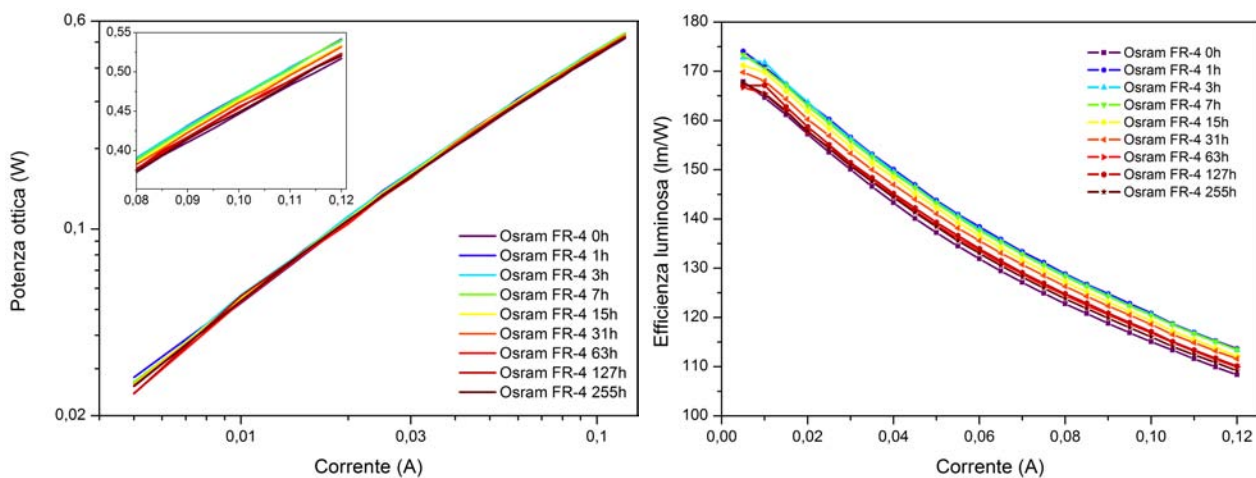 0,6
0,1
0,02
Potenza ottica (W)
0,55
0,50
0,45
0,40
0,08 0,09 0,10 0,11 0,12
Osram FR-4 0h
Osram FR-4 1h
Osram FR-4 3h
Osram FR-4 7h
Osram FR-4 15h
Osram FR-4 31h
Osram FR-4 63h
Osram FR-4 127h
Osram FR-4 255h
0,01 0,03 0,1
Corrente (A)
180
170
160
150
140
130
120
110
100
Efficienza luminosa (lm/W)
Osram FR-4 0h
Osram FR-4 1h
Osram FR-4 3h
Osram FR-4 7h
Osram FR-4 15h
Osram FR-4 31h
Osram FR-4 63h
Osram FR-4 127h
Osram FR-4 255h
0,00 0,02 0,04 0,06 0,08 0,10 0,12
Corrente (A)